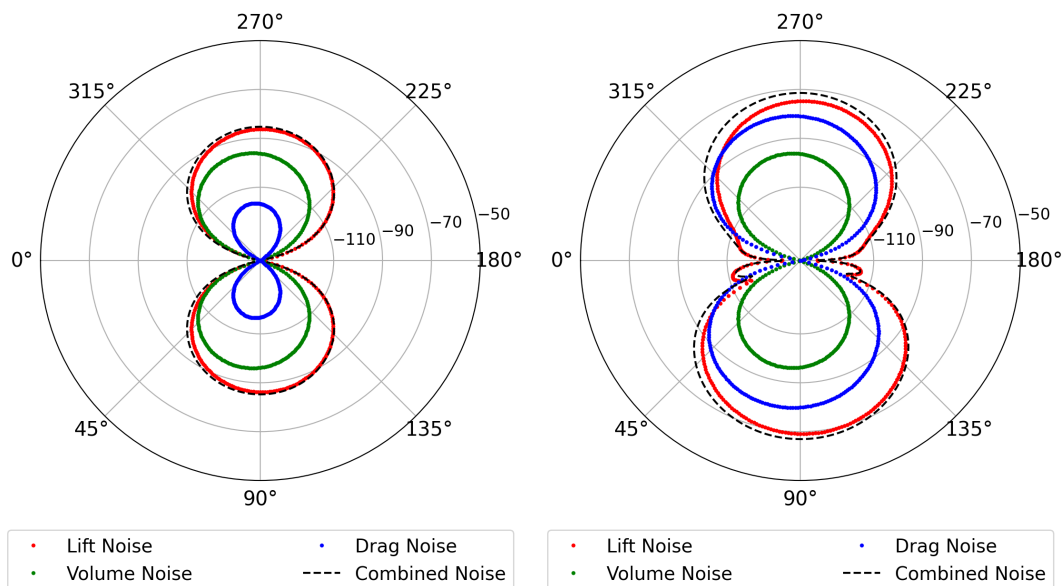 270° 270°
315° 225° 315° 225°
−110 −90 −70 −50 −110 −90 −70 −50
0° 180° 0° 180°
45° 135° 45° 135°
90° 90°
Lift Noise Drag Noise Lift Noise Drag Noise
Volume Noise Combined Noise Volume Noise Combined Noise